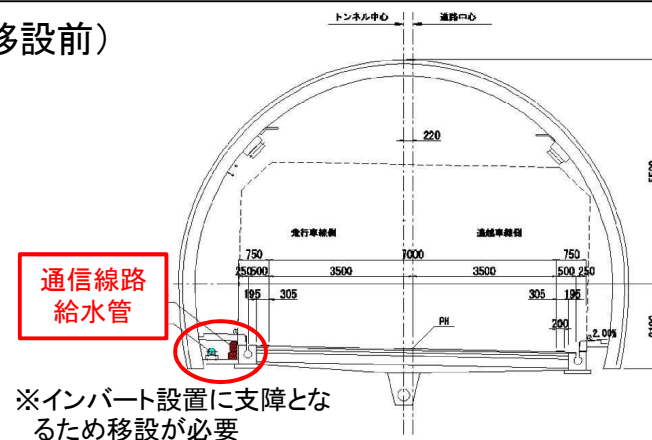 移設前）
トンネル中心
道路中心
220
走行車線側
追越車線側
750
7000
750
250
500
3500
3500
500
250
195
305
305
195
200
2.00%
PH
通信線路
給水管
※インバート設置に支障とな
るため移設が必要